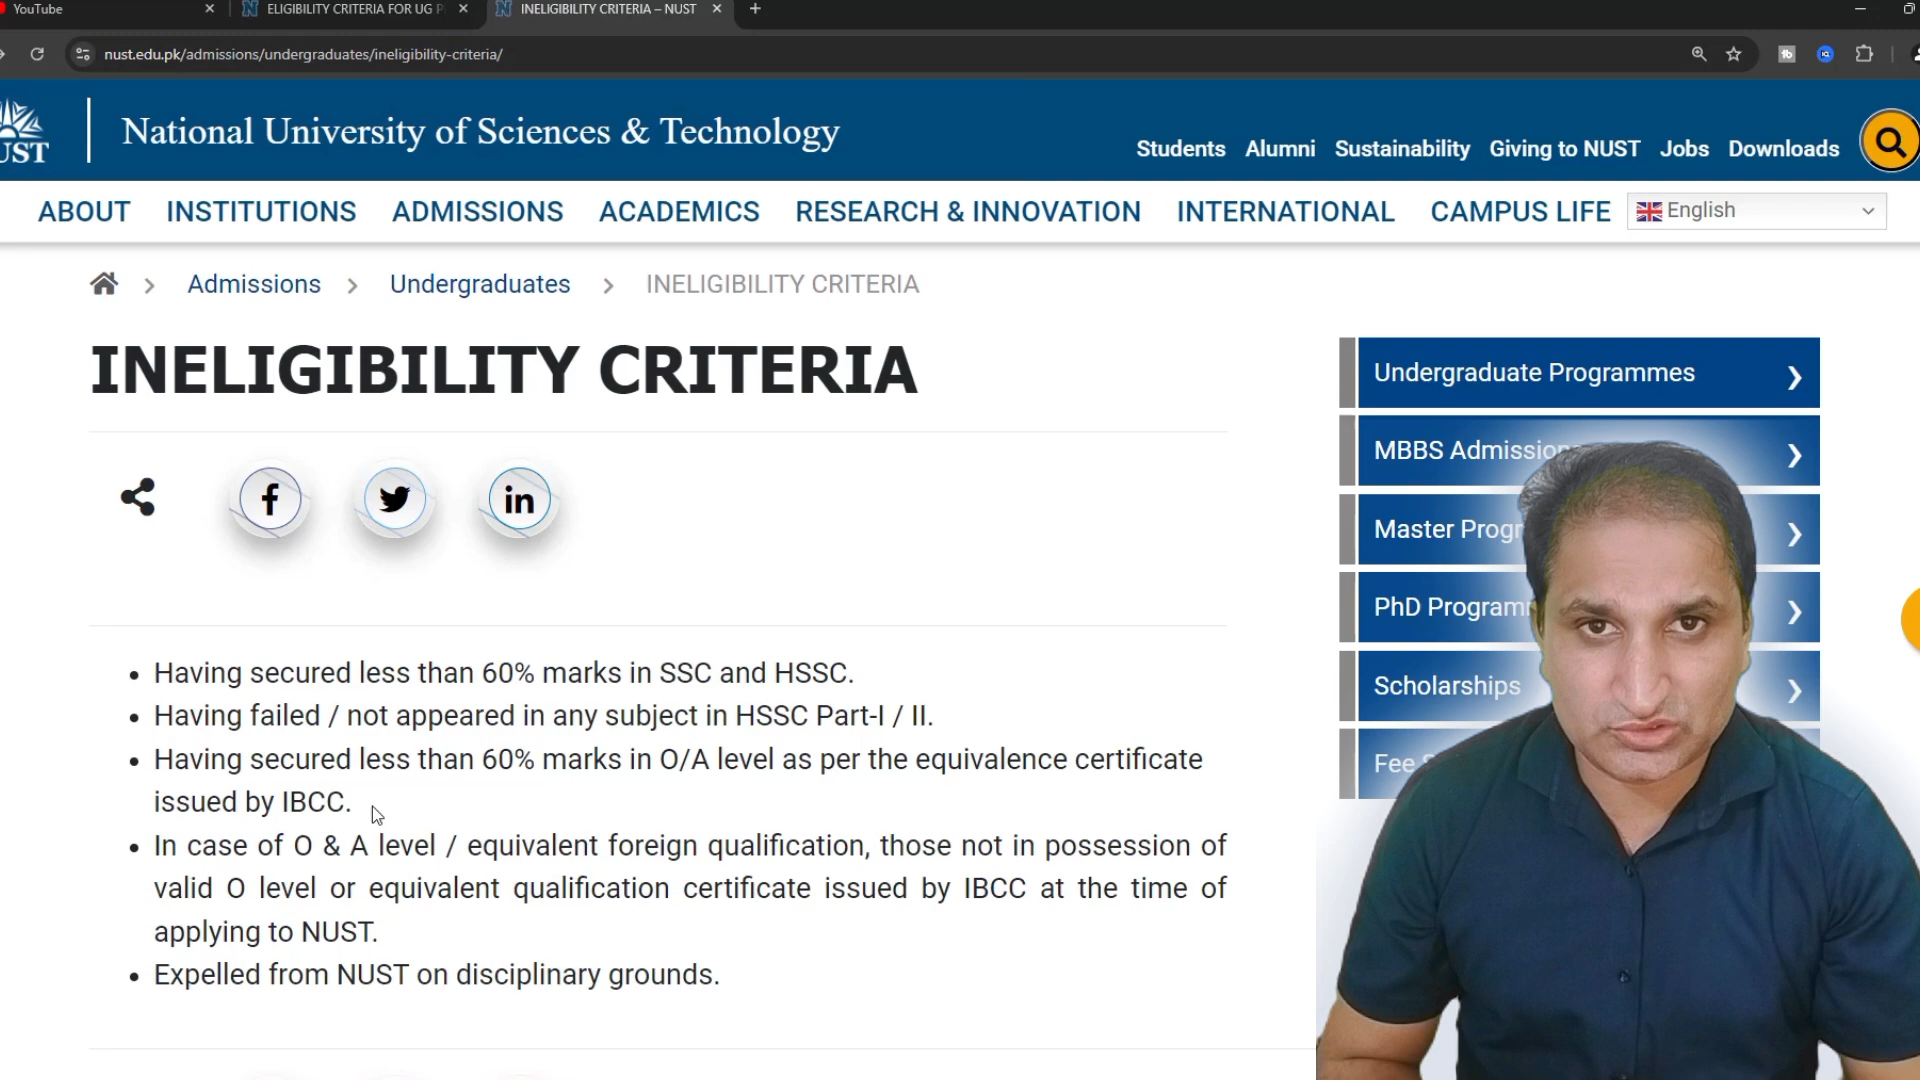 YouTube
ELIGIBILITY CRITERIA FOR UG P
INELIGIBILITY CRITERIA – NUST
nust.edu.pk/admissions/undergraduates/ineligibility-criteria/
UST
National University of Sciences & Technology
Students Alumni Sustainability Giving to NUST Jobs Downloads
ABOUT INSTITUTIONS ADMISSIONS ACADEMICS RESEARCH & INNOVATION INTERNATIONAL CAMPUS LIFE English
Admissions Undergraduates INELIGIBILITY CRITERIA
INELIGIBILITY CRITERIA
Undergraduate Programmes
MBBS Admission
Master Progr
PhD Program
Scholarships
Fee
Having secured less than 60% marks in SSC and HSSC.
Having failed / not appeared in any subject in HSSC Part-I / II.
Having secured less than 60% marks in O/A level as per the equivalence certificate
issued by IBCC.
In case of O & A level / equivalent foreign qualification, those not in possession of
valid O level or equivalent qualification certificate issued by IBCC at the time of
applying to NUST.
Expelled from NUST on disciplinary grounds.